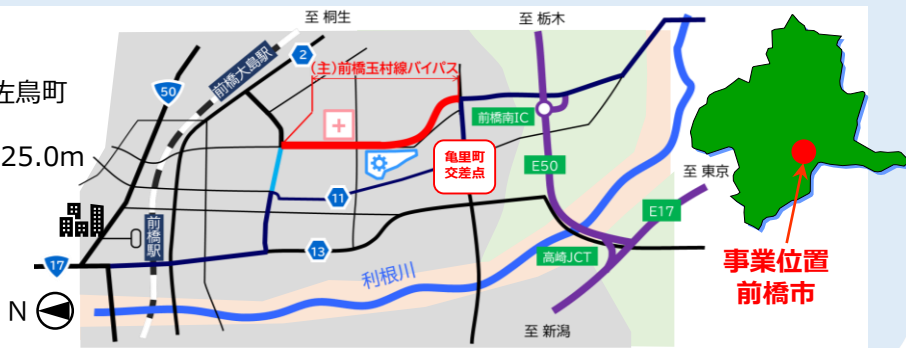 至 桐生
至 栃木
2
前橋大島駅
(主)前橋玉村線バイパス
佐鳥町
50
前橋南IC
25.0m
亀里町
交差点
E50
至 東京
11
E17
前橋駅
13
高崎JCT
17
利根川
事業位置
前橋市
N
至 新潟